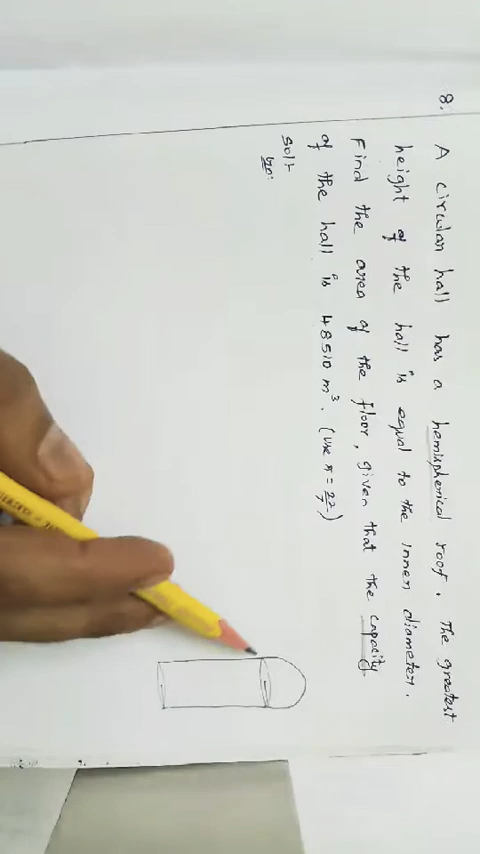 8. A circular hall has a hemispherical roof. The greatest
height of the hall is equal to the inner diameter.
Find the area of the floor, given that the capacity
of the hall is 48510 m³. (use π = 22/7)
Sol:-